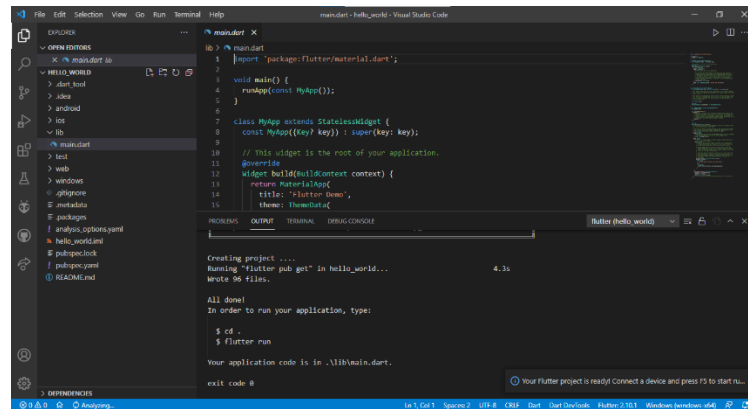 File Edit Selection View Go Run Terminal Help
main.dart - hello_world - Visual Studio Code
EXPLORER
OPEN EDITORS
main.dart lib
HELLO_WORLD
.dart_tool
.idea
android
ios
lib
main.dart
test
web
windows
.gitignore
.metadata
.packages
analysis_options.yaml
hello_world.iml
pubspec.lock
pubspec.yaml
README.md
DEPENDENCIES
main.dart
lib > main.dart
1 import 'package:flutter/material.dart';
2
3 void main() {
4 runApp(const MyApp());
5 }
6
7 class MyApp extends StatelessWidget {
8 const MyApp({Key? key}) : super(key: key);
9
10 // This widget is the root of your application.
11 @override
12 Widget build(BuildContext context) {
13 return MaterialApp(
14 title: 'Flutter Demo',
15 theme: ThemeData(
PROBLEMS OUTPUT TERMINAL DEBUG CONSOLE
flutter (hello_world)
Creating project ....
Running "flutter pub get" in hello_world... 4.3s
Wrote 96 files.
All done!
In order to run your application, type:
$ cd .
$ flutter run
Your application code is in .\lib\main.dart.
exit code 0
Your Flutter project is ready! Connect a device and press F5 to start ru...
0 0 Analyzing... Ln 1, Col 1 Spaces: 2 UTF-8 CRLF Dart Dart DevTools Flutter: 2.10.1 Windows (windows-x64)